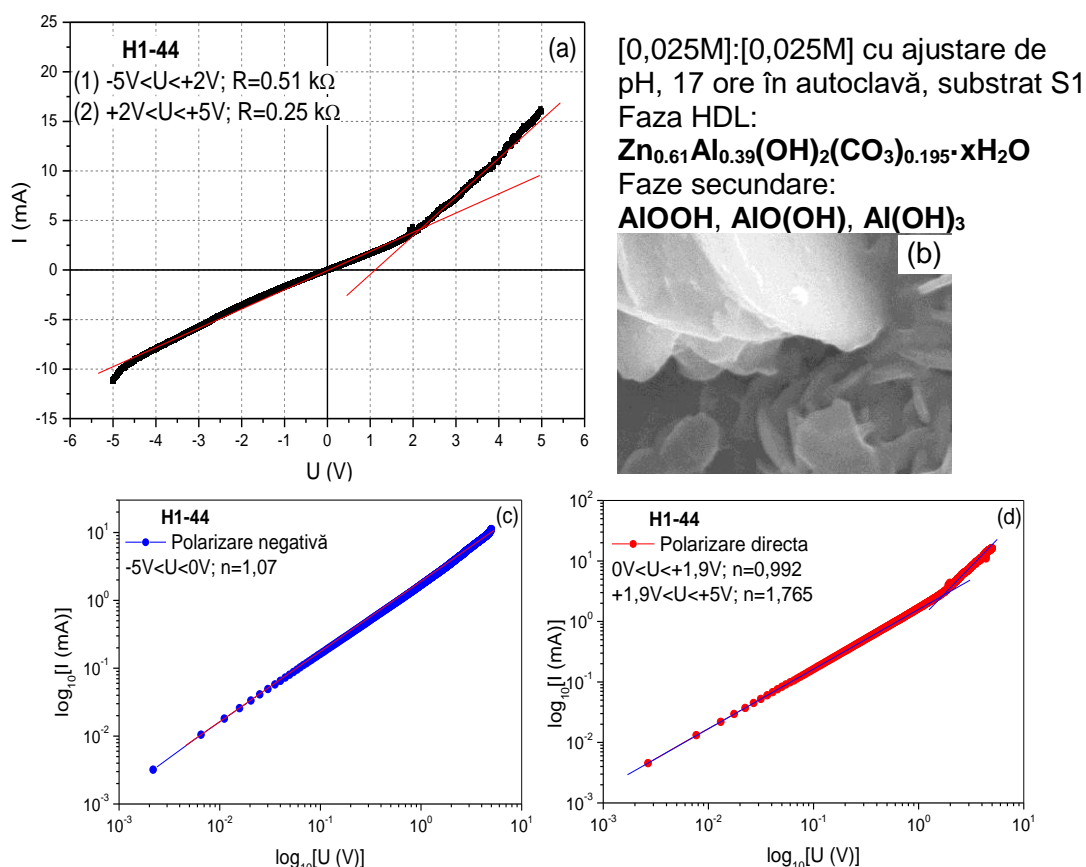 H1-44
(a)
(1) -5V<U<+2V; R=0.51 kΩ
(2) +2V<U<+5V; R=0.25 kΩ
25
20
15
10
5
0
-5
-10
-15
I (mA)
-6 -5 -4 -3 -2 -1 0 1 2 3 4 5 6
U (V)
[0,025M]:[0,025M] cu ajustare de
pH, 17 ore în autoclavă, substrat S1
Faza HDL:
Zn₀.₆₁Al₀.₃₉(OH)₂(CO₃)₀.₁₉₅·xH₂O
Faze secundare:
AlOOH, AlO(OH), Al(OH)₃
(b)
H1-44
(c)
Polarizare negativă
-5V<U<0V; n=1,07
10¹
10⁰
10⁻¹
10⁻²
10⁻³
log₁₀[I (mA)]
10⁻³ 10⁻² 10⁻¹ 10⁰ 10¹
log₁₀[U (V)]
H1-44
(d)
Polarizare directa
0V<U<+1,9V; n=0,992
+1,9V<U<+5V; n=1,765
10²
10¹
10⁰
10⁻¹
10⁻²
10⁻³
log₁₀[I (mA)]
10⁻³ 10⁻² 10⁻¹ 10⁰ 10¹
log₁₀[U (V)]